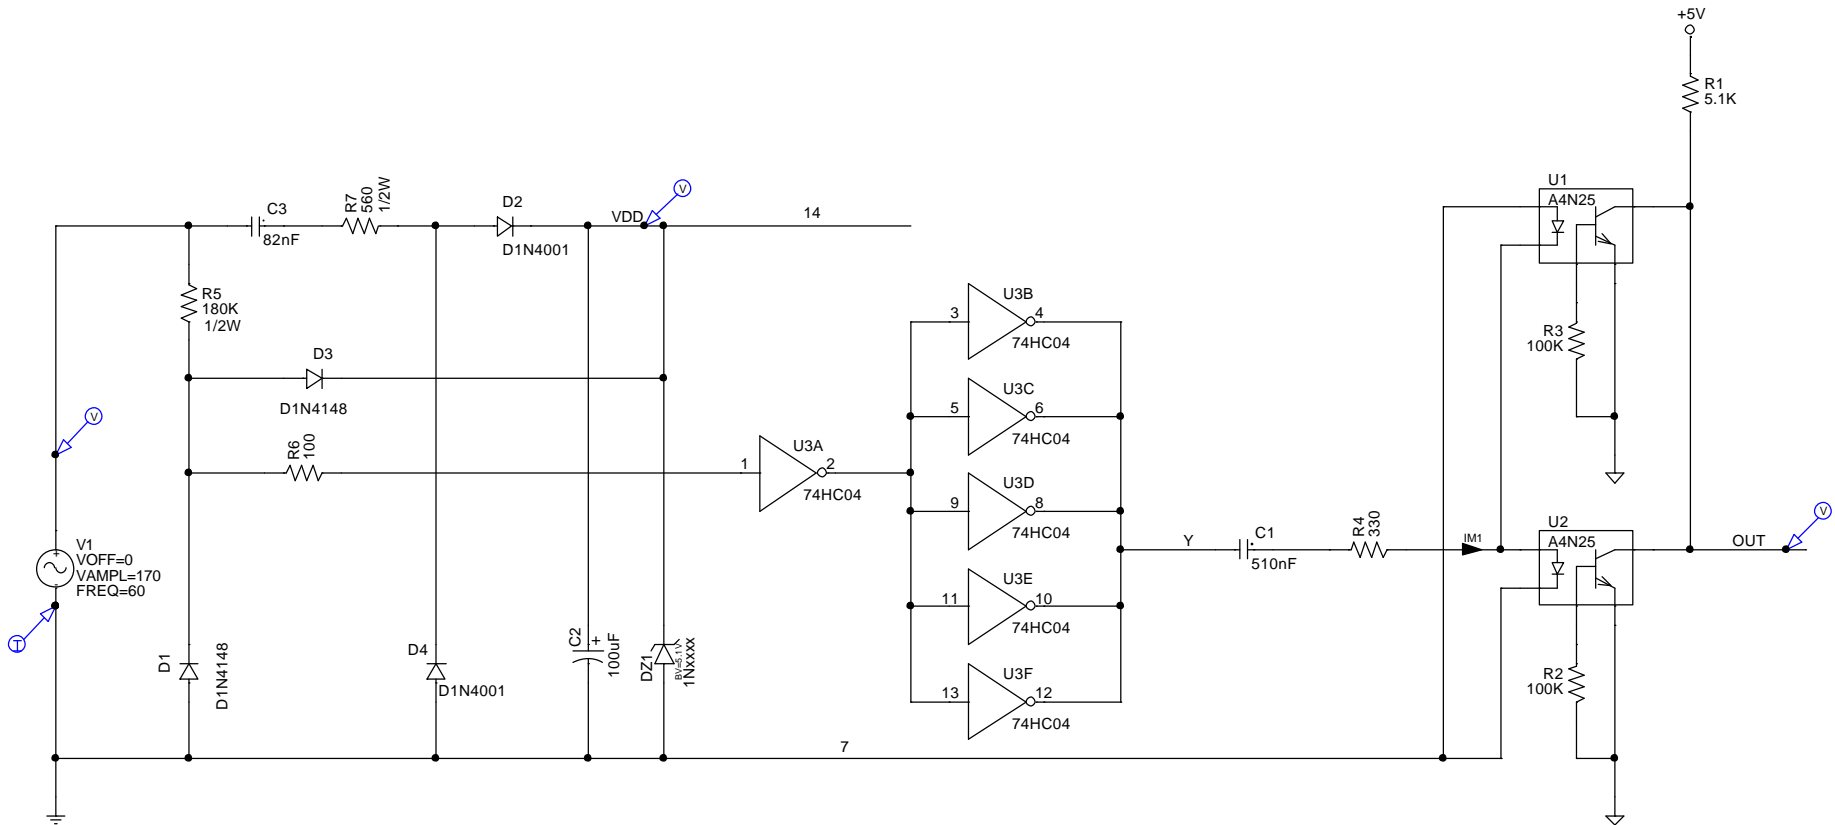 +5V
R1
5.1K
U1
A4N25
R7
560
1/2W
C3
82nF
D2
D1N4001
VDD
V
14
R5
180K
1/2W
U3B
3
4
74HC04
R3
100K
D3
D1N4148
U3C
5
6
74HC04
V
R6
100
U3A
1
2
74HC04
U3D
9
8
74HC04
U2
A4N25
V
OUT
Y
C1
510nF
R4
330
IM1
V1
VOFF=0
VAMPL=170
FREQ=60
+
-
U3E
11
10
74HC04
I
D1
D1N4148
D4
D1N4001
C2
+
100uF
DZ1
BV=5.1V
1Nxxxx
U3F
13
12
74HC04
R2
100K
7